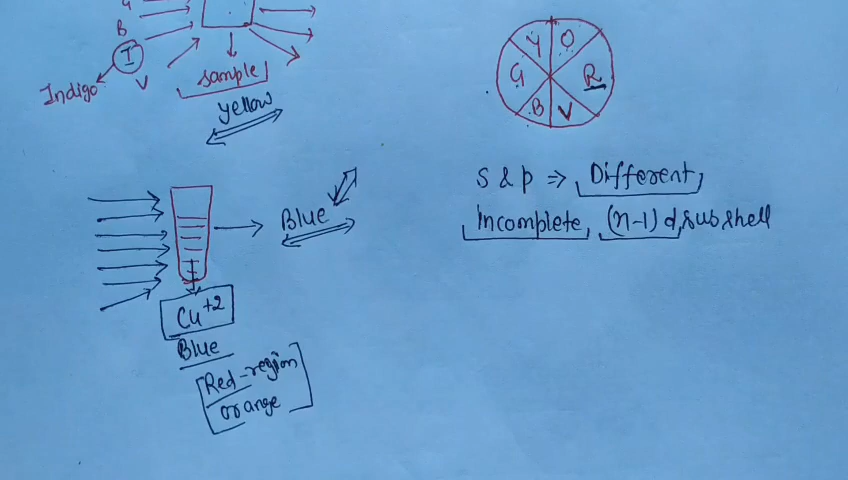 B
I
Indigo
V
sample
yellow
Y O
G R
B V
S & p ⇒ Different
Incomplete, (n-1) d, subshell
Blue
Cu+2
Blue
Red-region
orange